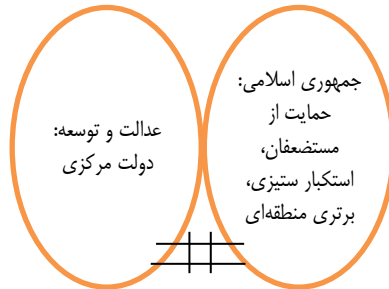 جمهوری اسلامی:
حمایت از
مستضعفان،
استکبار ستیزی،
برتری منطقه‌ای
عدالت و توسعه:
دولت مرکزی